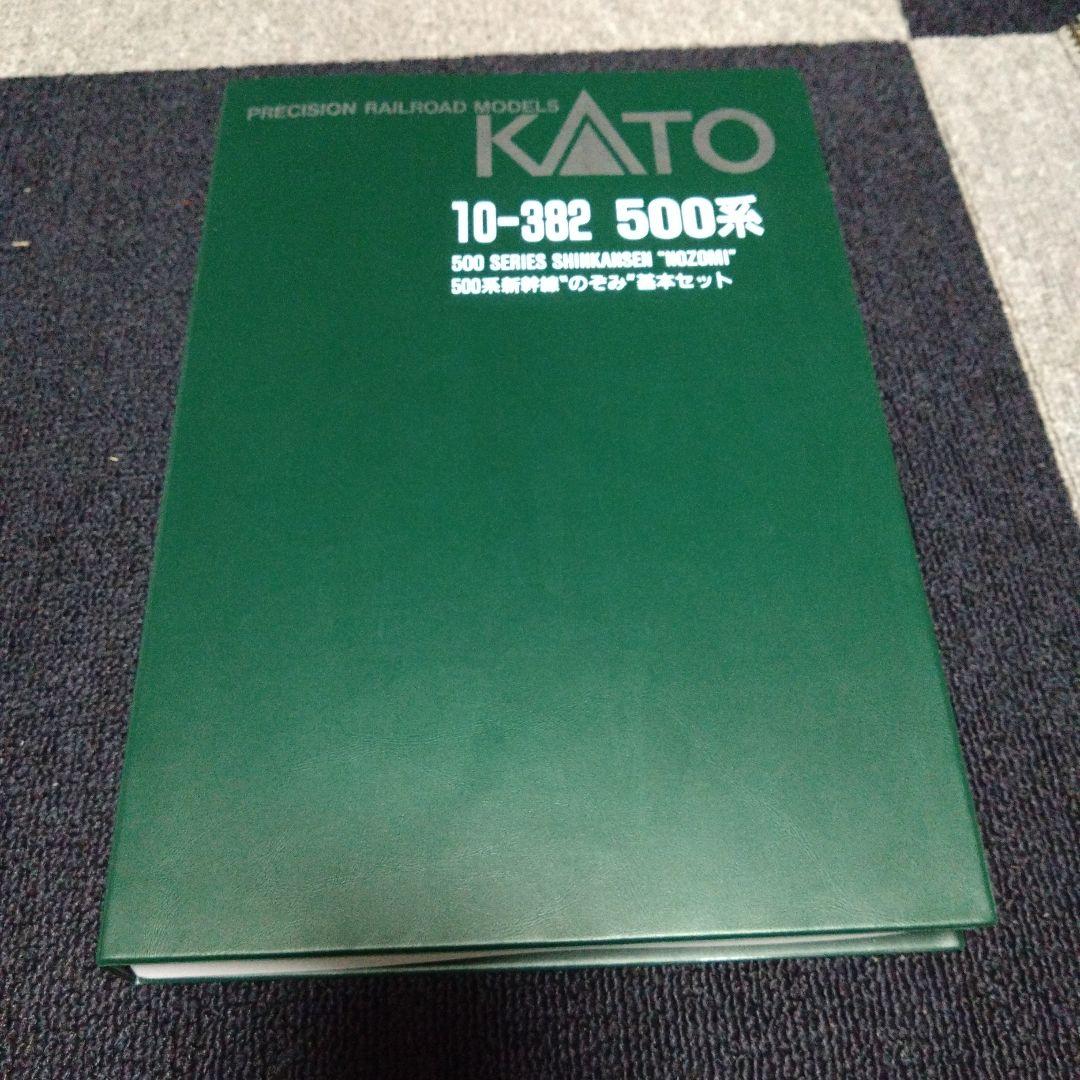 PRECISION RAILROAD MODELS
KATO
10-382 500系
500 SERIES SHINKANSEN "NOZOMI"
500系新幹線"のぞみ"基本セット